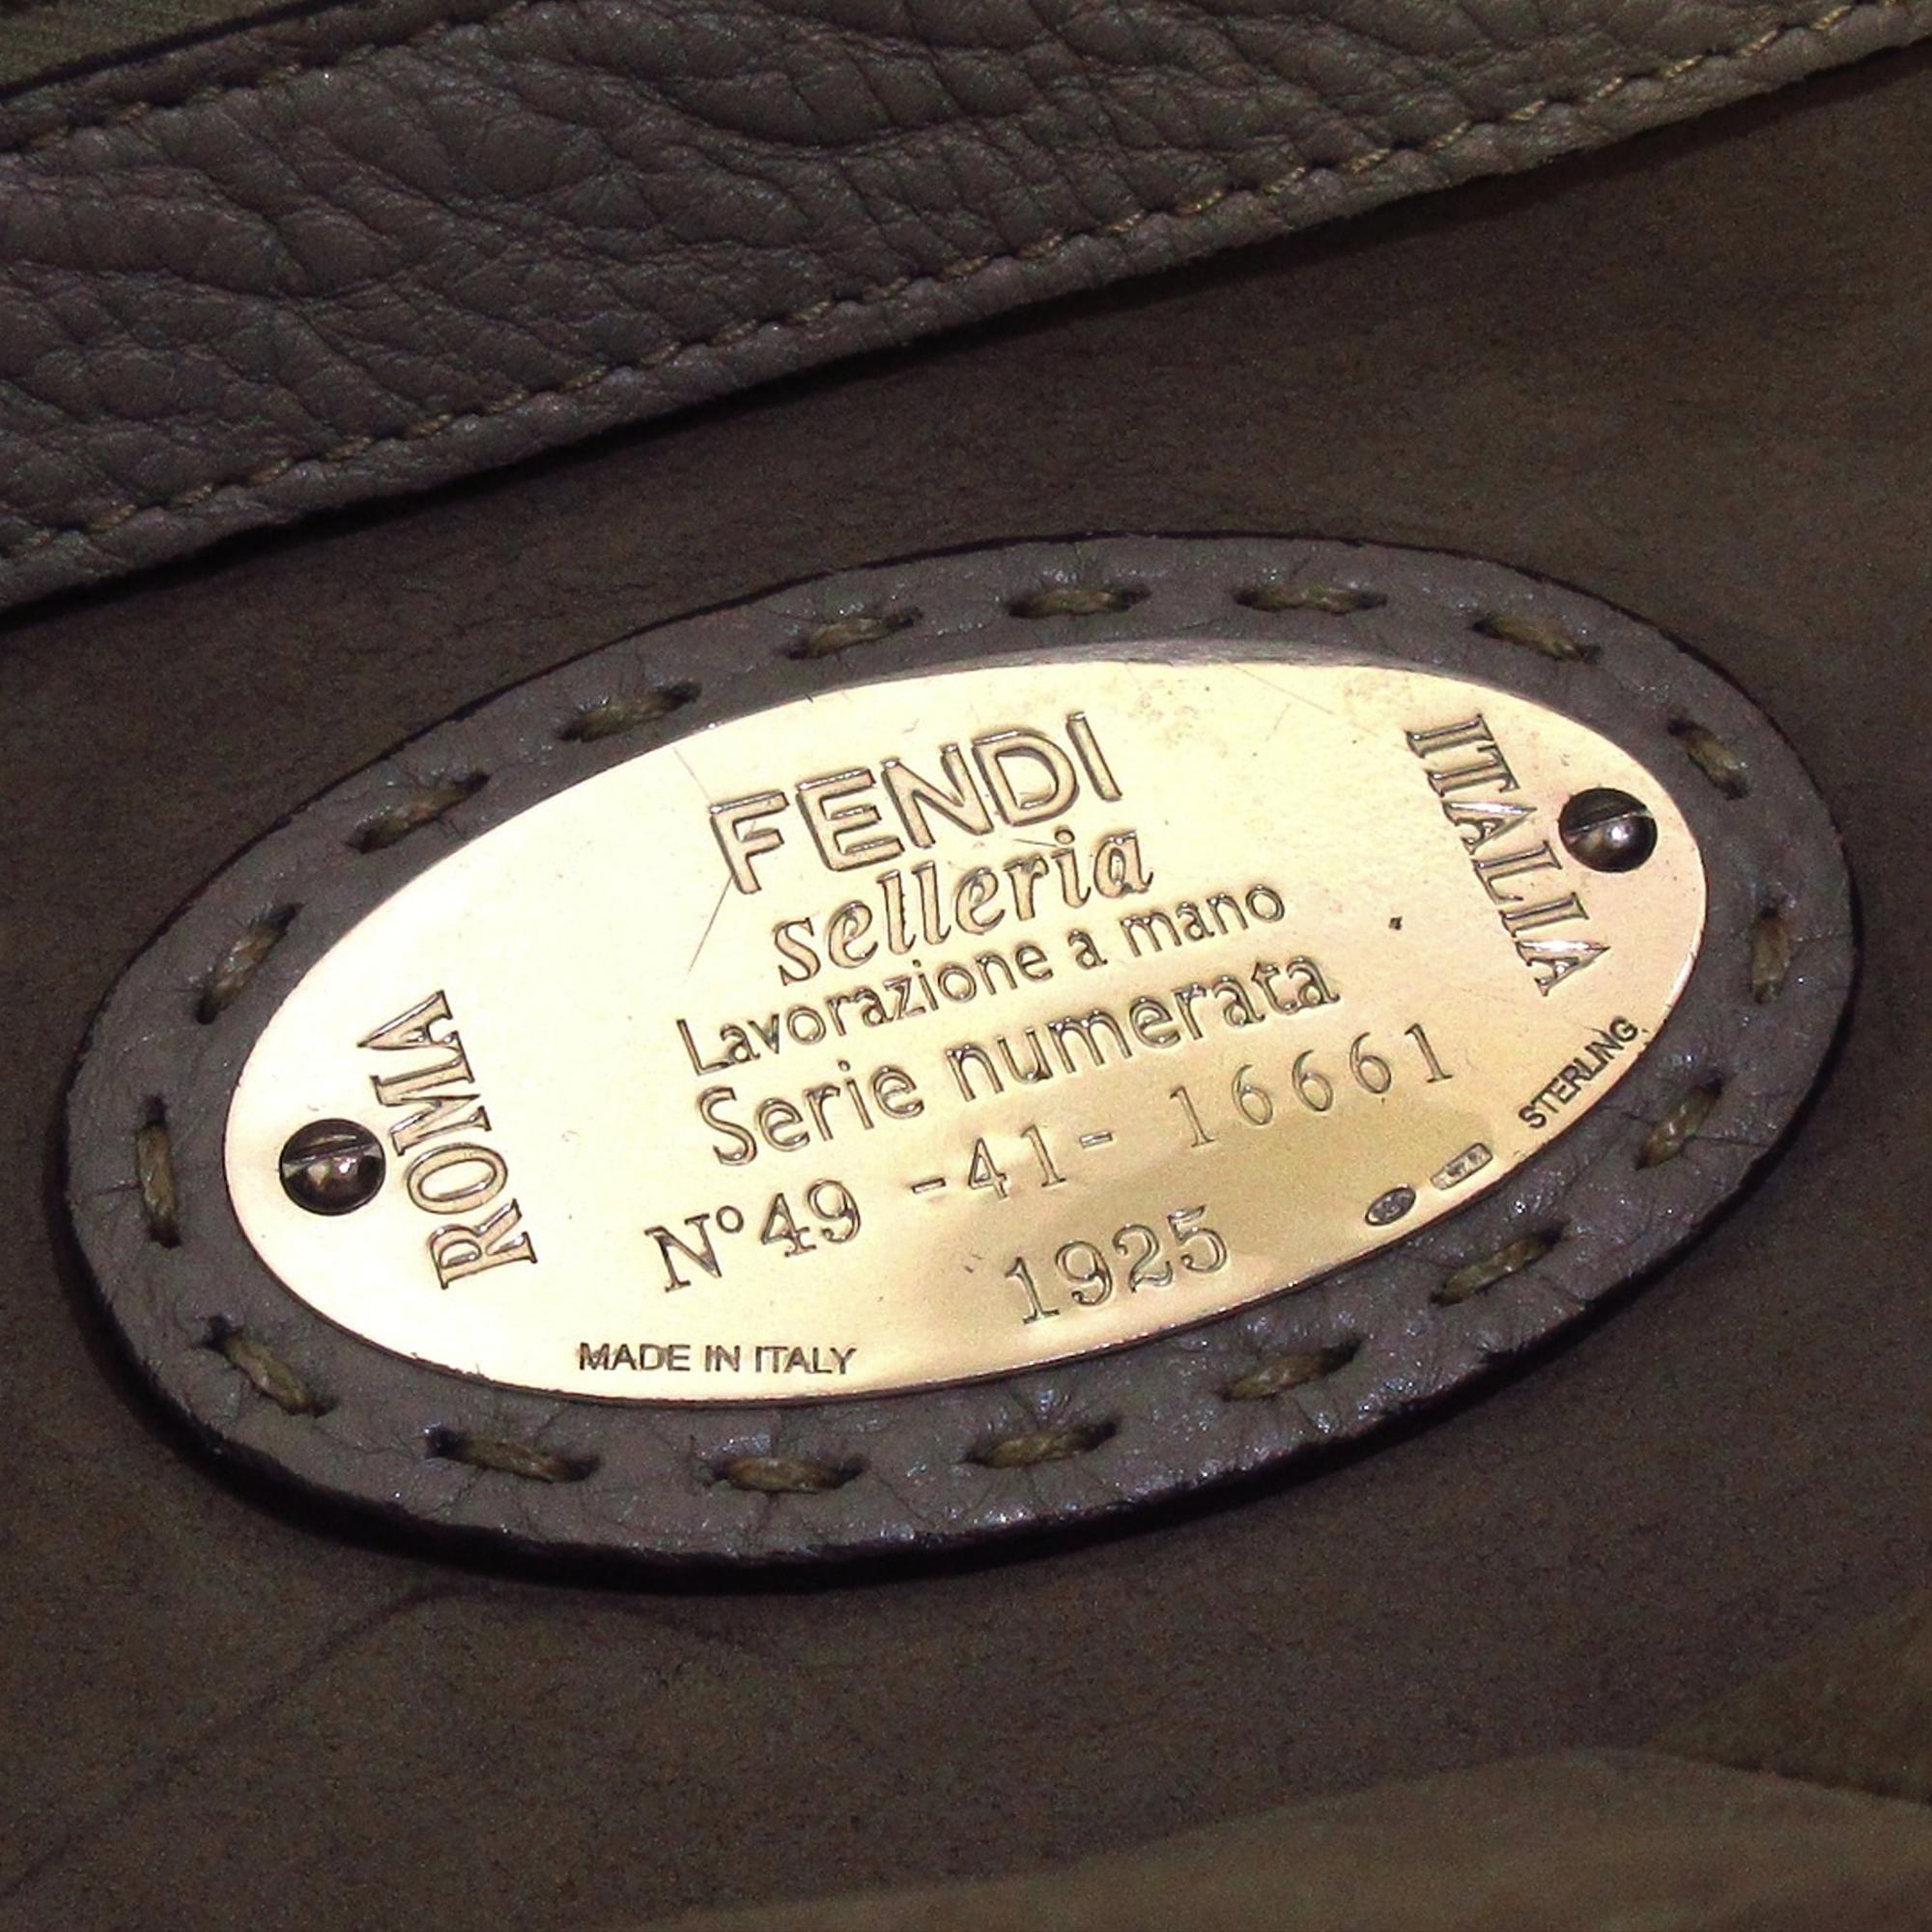 FENDI
selleria
Lavorazione a mano
Serie numerata
N° 49 -41- 16661
1925
ROMA
ITALIA
MADE IN ITALY
STERLING